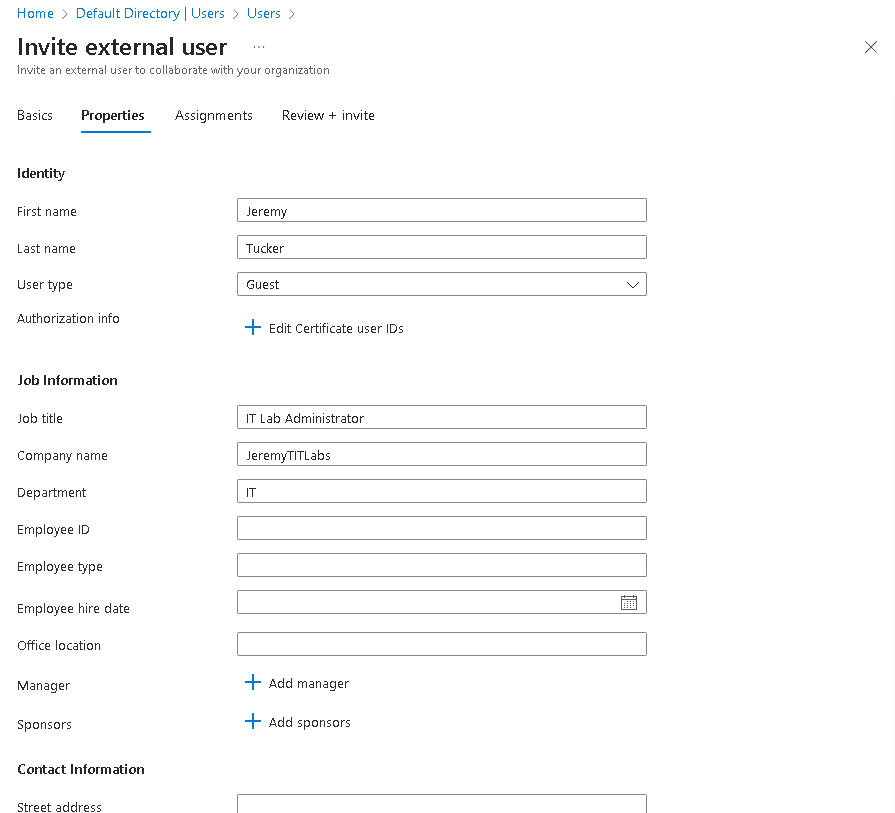 Home > Default Directory | Users > Users >
Invite external user ...
Invite an external user to collaborate with your organization
Basics Properties Assignments Review + invite
Identity
First name Jeremy
Last name Tucker
User type Guest
Authorization info
+ Edit Certificate user IDs
Job Information
Job title IT Lab Administrator
Company name JeremyTITLabs
Department IT
Employee ID
Employee type
Employee hire date
Office location
Manager + Add manager
Sponsors + Add sponsors
Contact Information
Street address